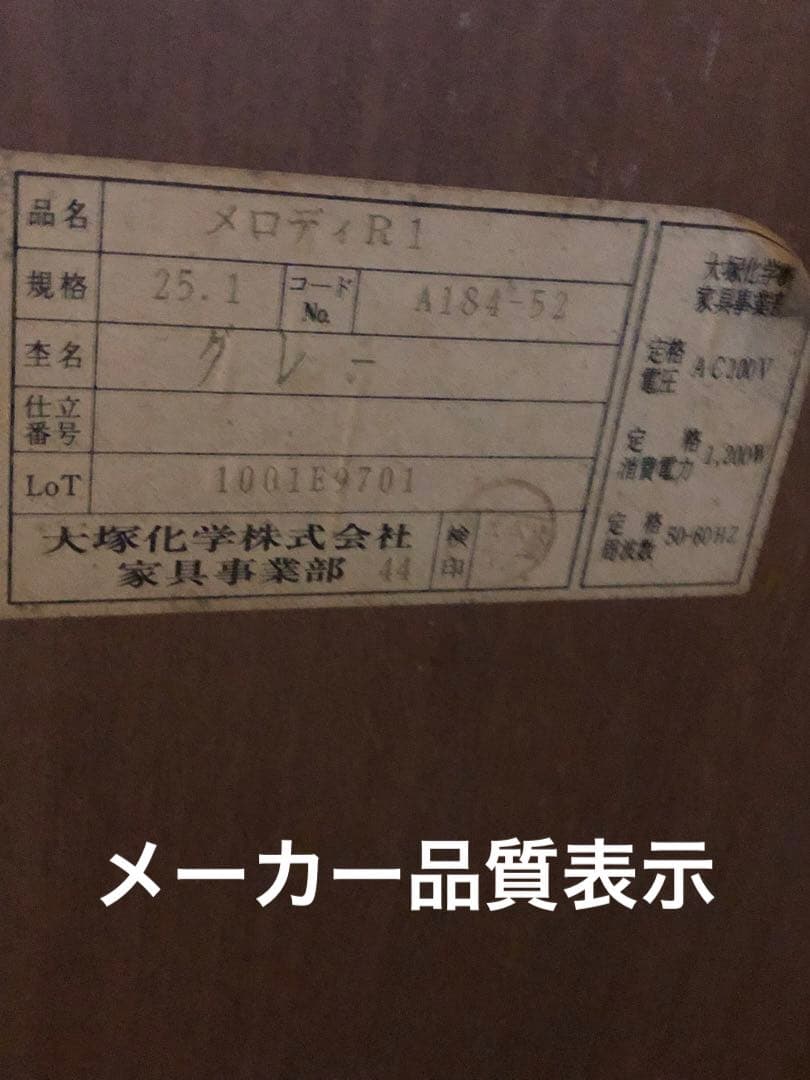 品名 メロディR1
規格 25.1 コードNo. A184-52
杢名 グレー
仕立番号
LoT 1001E9701
大塚化学株式会社
家具事業部 44
検印
大塚化学
家具事業
定格電圧 AC100V
定格消費電力 1,200W
定格周波数 50-60HZ
メーカー品質表示